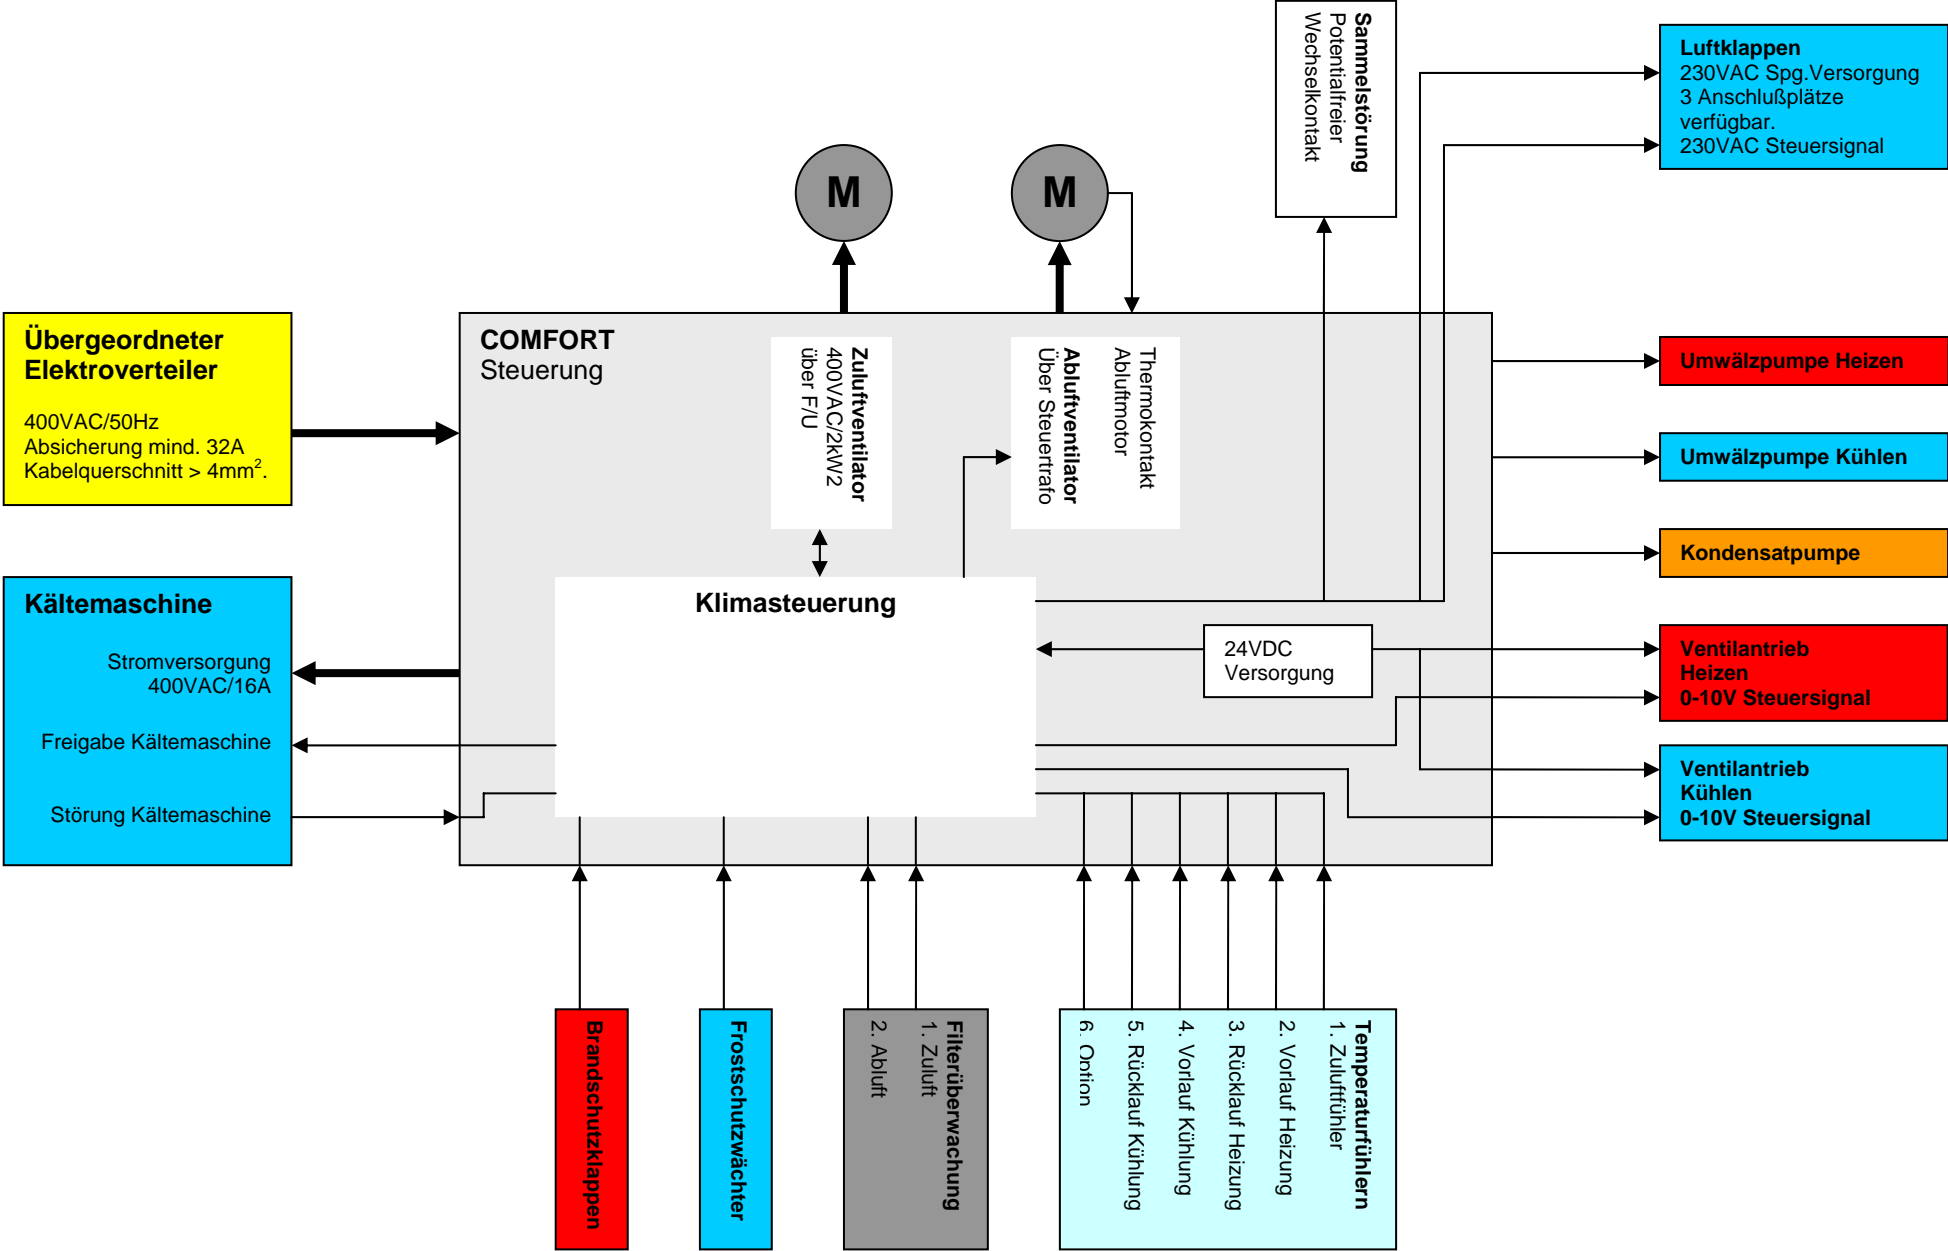 Sammelstörung
Potentialfreier
Wechselkontakt
Luftklappen
230VAC Spg.Versorgung
3 Anschlußplätze
verfügbar.
230VAC Steuersignal
M
M
Übergeordneter
Elektroverteiler
400VAC/50Hz
Absicherung mind. 32A
Kabelquerschnitt > 4mm².
COMFORT
Steuerung
Zuluftventilator
400VAC/2kW2
über F/U
Thermokontakt
Abluftmotor
Abluftventilator
Über Steuertrafo
Umwälzpumpe Heizen
Umwälzpumpe Kühlen
Kondensatpumpe
Kältemaschine
Stromversorgung
400VAC/16A
Freigabe Kältemaschine
Störung Kältemaschine
Klimasteuerung
24VDC
Versorgung
Ventilantrieb
Heizen
0-10V Steuersignal
Ventilantrieb
Kühlen
0-10V Steuersignal
Brandschutzklappen
Frostschutzwächter
Filterüberwachung
1. Zuluft
2. Abluft
Temperaturfühlern
1. Zuluftfühler
2. Vorlauf Heizung
3. Rücklauf Heizung
4. Vorlauf Kühlung
5. Rücklauf Kühlung
6. Option